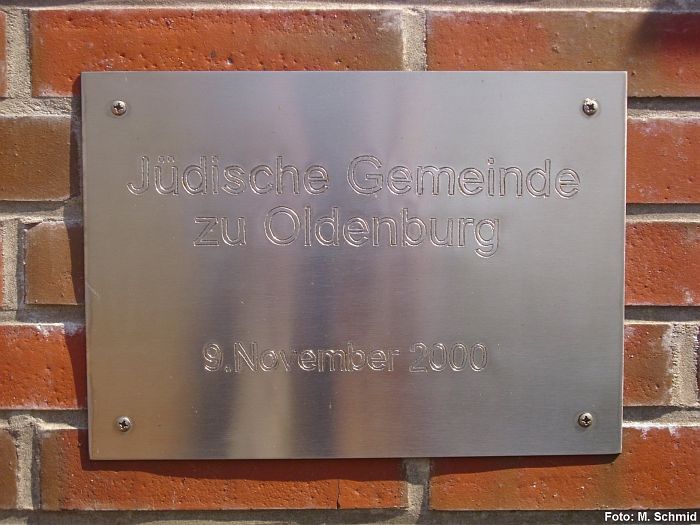 Jüdische Gemeinde
zu Oldenburg
9.November 2000
Foto: M. Schmid